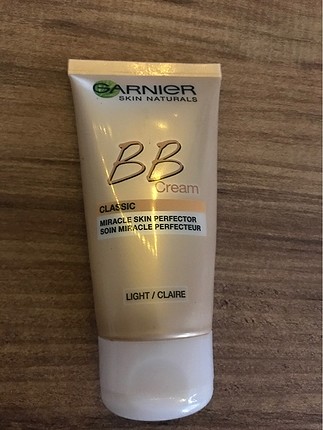 GARNIER
SKIN NATURALS
BB
Cream
CLASSIC
MIRACLE SKIN PERFECTOR
SOIN MIRACLE PERFECTEUR
LIGHT / CLAIRE